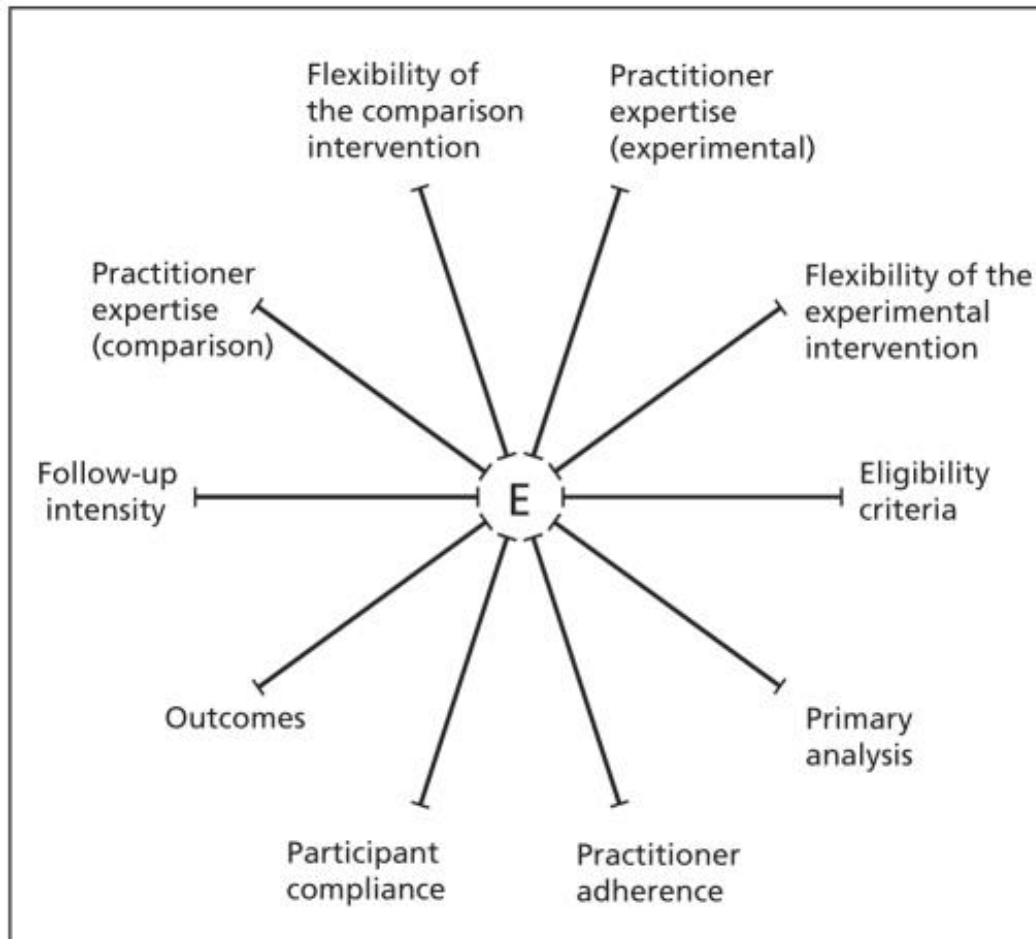 Flexibility of
the comparison
intervention
Practitioner
expertise
(experimental)
Practitioner
expertise
(comparison)
Flexibility of the
experimental
intervention
Follow-up
intensity
E
Eligibility
criteria
Outcomes
Primary
analysis
Participant
compliance
Practitioner
adherence